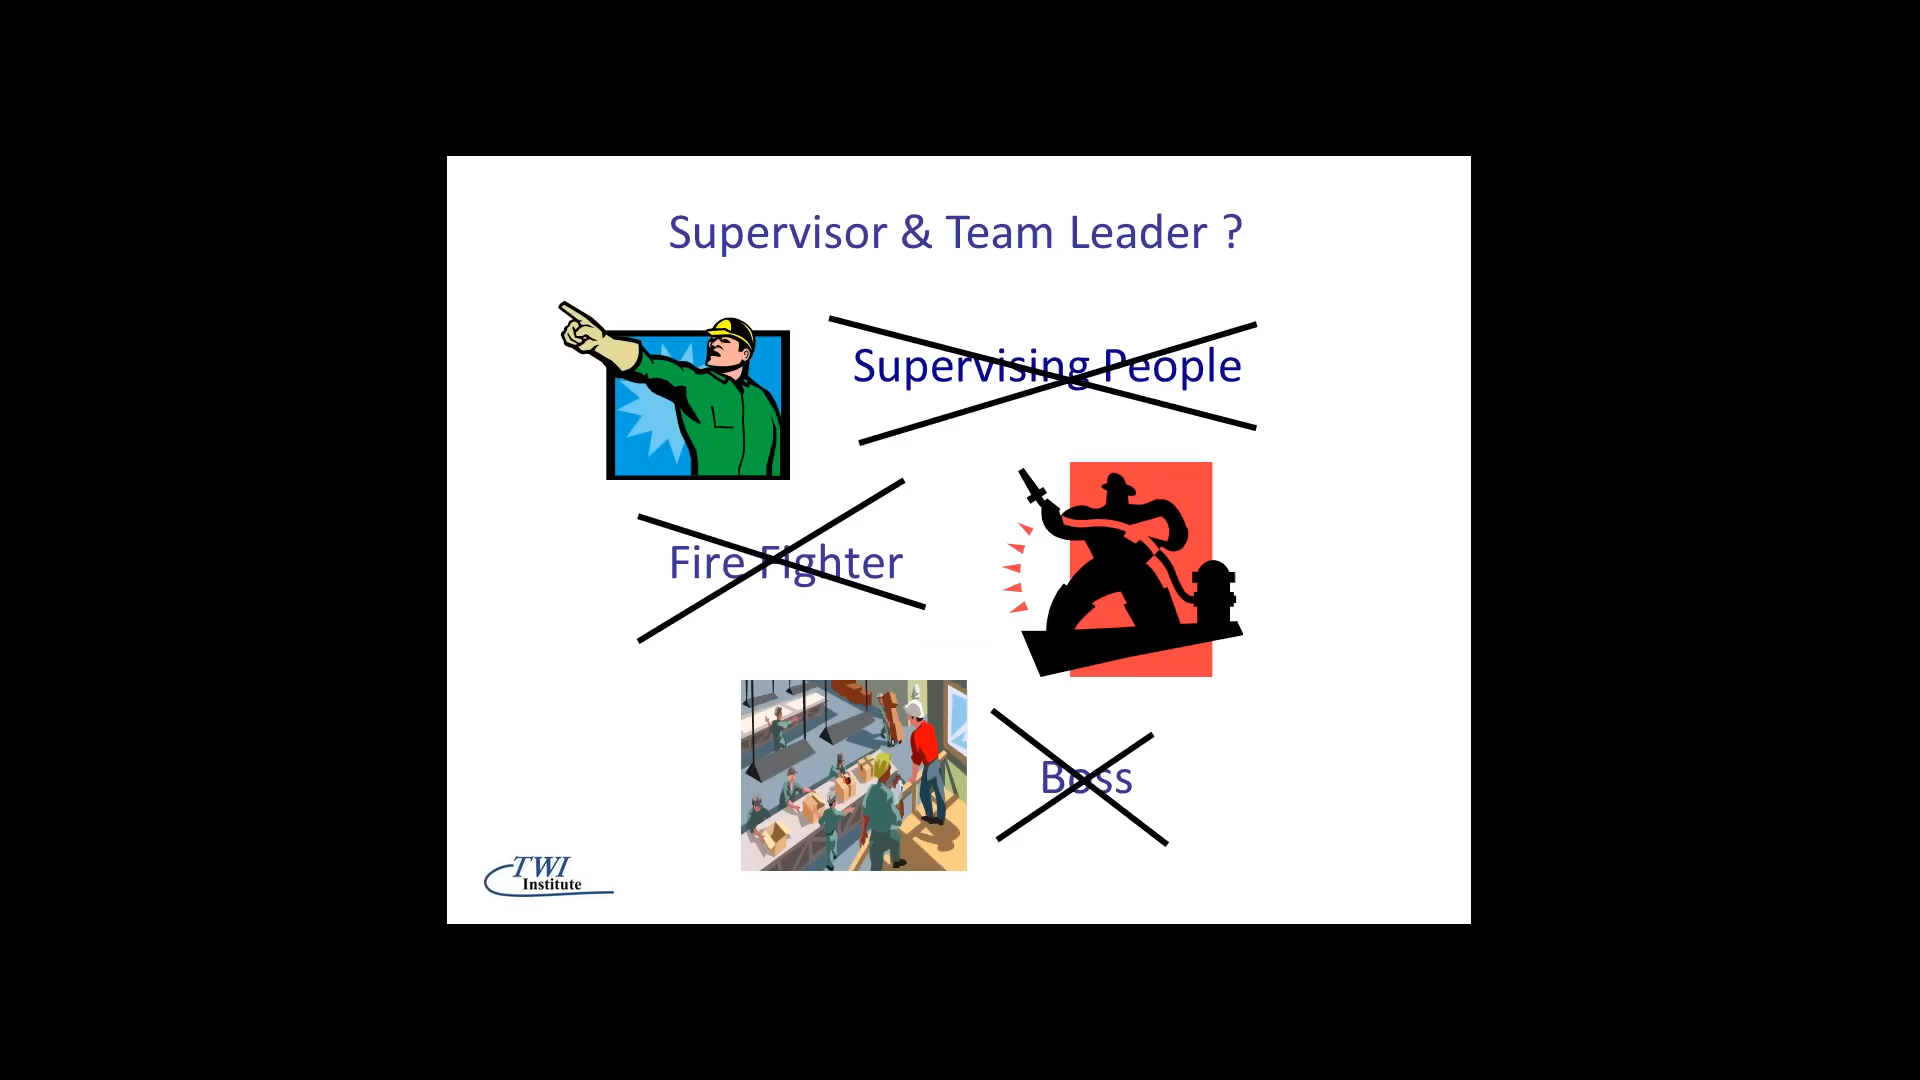 Supervisor & Team Leader ?
Supervising People
Fire Fighter
Boss
TWI
Institute